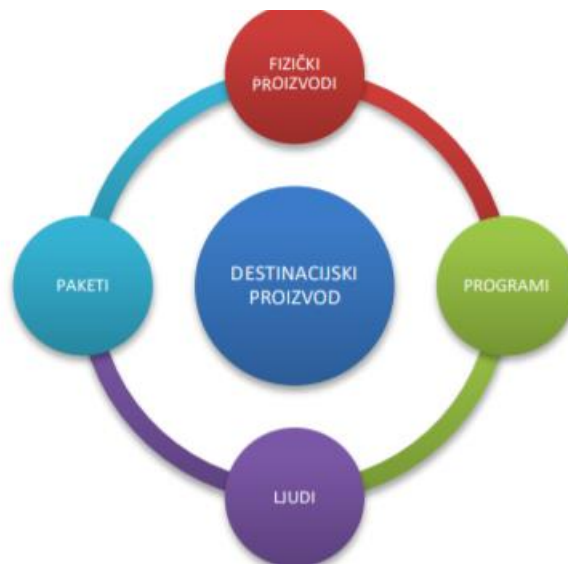 FIZIČKI
PROIZVODI
PAKETI
DESTINACIJSKI
PROIZVOD
PROGRAMI
LJUDI